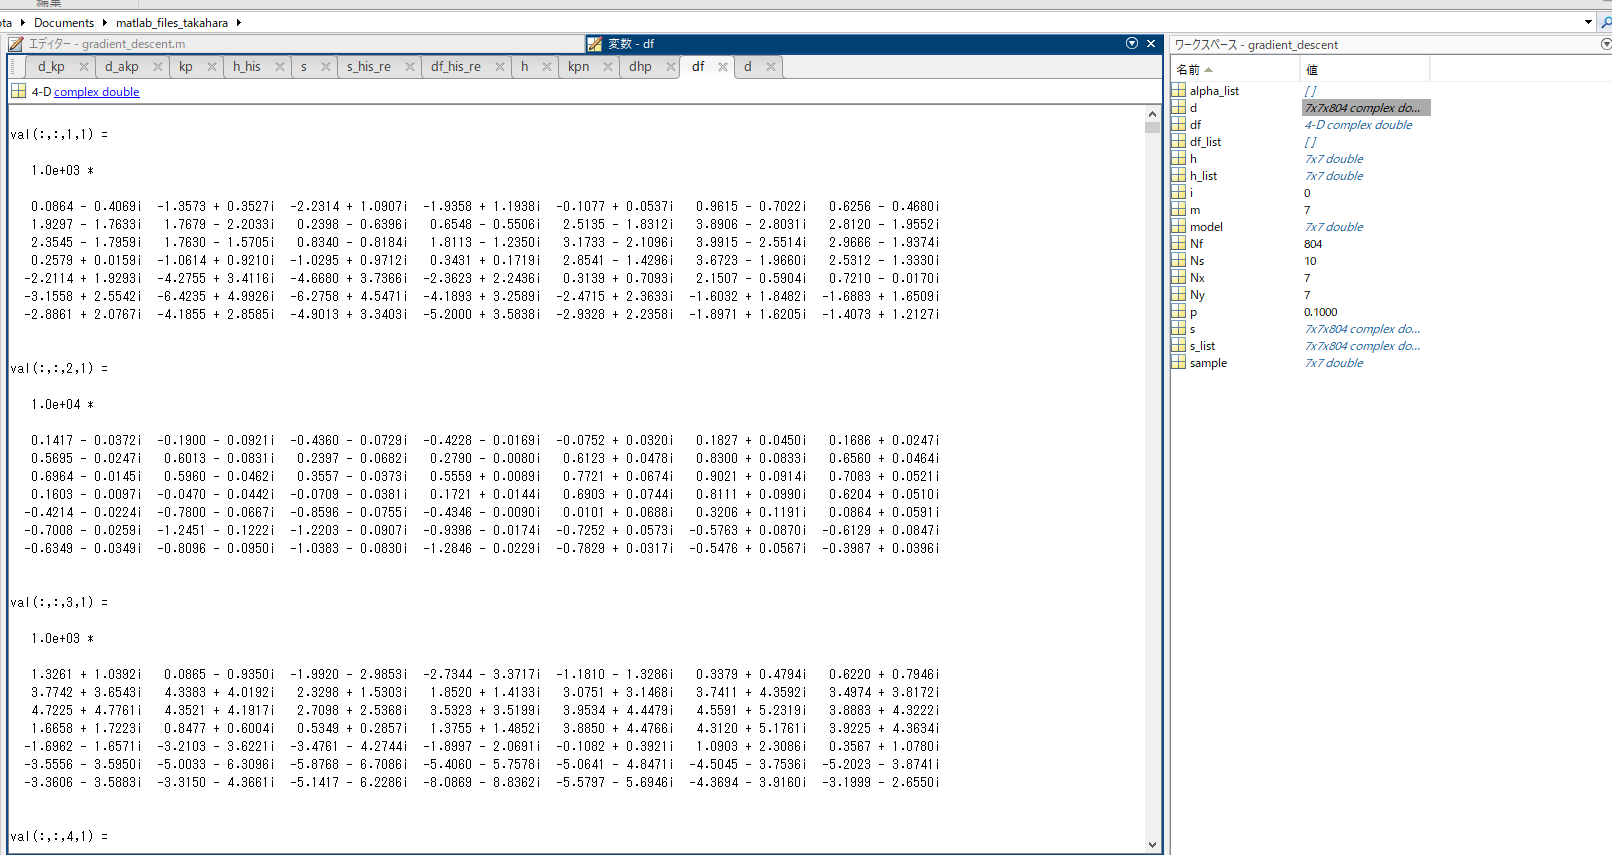 編集
ota ▸ Documents ▸ matlab_files_takahara ▸
エディター - gradient_descent.m
変数 - df
ワークスペース - gradient_descent
d_kp × d_akp × kp × h_his × s × s_his_re × df_his_re × h × kpn × dhp × df × d ×
4-D complex double
val(:,:,1,1) =
1.0e+03 *
0.0864 - 0.4069i -1.3573 + 0.3527i -2.2314 + 1.0907i -1.9358 + 1.1938i -0.1077 + 0.0537i 0.9615 - 0.7022i 0.6256 - 0.4680i
1.9297 - 1.7633i 1.7679 - 2.2033i 0.2398 - 0.6396i 0.6548 - 0.5506i 2.5135 - 1.8312i 3.8906 - 2.8031i 2.8120 - 1.9552i
2.3545 - 1.7959i 1.7630 - 1.5705i 0.8340 - 0.8184i 1.8113 - 1.2350i 3.1733 - 2.1096i 3.9915 - 2.5514i 2.9666 - 1.9374i
0.2579 + 0.0159i -1.0614 + 0.9210i -1.0295 + 0.9712i 0.3431 + 0.1719i 2.8541 - 1.4296i 3.6723 - 1.9660i 2.5312 - 1.3330i
-2.2114 + 1.9293i -4.2755 + 3.4116i -4.6680 + 3.7366i -2.3623 + 2.2436i 0.3139 + 0.7093i 2.1507 - 0.5904i 0.7210 - 0.0170i
-3.1558 + 2.5542i -6.4235 + 4.9926i -6.2758 + 4.5471i -4.1893 + 3.2589i -2.4715 + 2.3633i -1.6032 + 1.8482i -1.6883 + 1.6509i
-2.8861 + 2.0767i -4.1855 + 2.8585i -4.9013 + 3.3403i -5.2000 + 3.5838i -2.9328 + 2.2358i -1.8971 + 1.6205i -1.4073 + 1.2127i
val(:,:,2,1) =
1.0e+04 *
0.1417 - 0.0372i -0.1900 - 0.0921i -0.4360 - 0.0729i -0.4228 - 0.0169i -0.0752 + 0.0320i 0.1827 + 0.0450i 0.1686 + 0.0247i
0.5695 - 0.0247i 0.6013 - 0.0831i 0.2397 - 0.0682i 0.2790 - 0.0080i 0.6123 + 0.0478i 0.8300 + 0.0833i 0.6560 + 0.0464i
0.6964 - 0.0145i 0.5960 - 0.0462i 0.3557 - 0.0373i 0.5559 + 0.0089i 0.7721 + 0.0674i 0.9021 + 0.0914i 0.7083 + 0.0521i
0.1603 - 0.0097i -0.0470 - 0.0442i -0.0709 - 0.0381i 0.1721 + 0.0144i 0.6903 + 0.0744i 0.8111 + 0.0990i 0.6204 + 0.0510i
-0.4214 - 0.0224i -0.7800 - 0.0667i -0.8596 - 0.0755i -0.4346 - 0.0090i 0.0101 + 0.0688i 0.3206 + 0.1191i 0.0864 + 0.0591i
-0.7008 - 0.0259i -1.2451 - 0.1222i -1.2203 - 0.0907i -0.9396 - 0.0174i -0.7252 + 0.0573i -0.5763 + 0.0870i -0.6129 + 0.0847i
-0.6349 - 0.0349i -0.8096 - 0.0950i -1.0383 - 0.0830i -1.2846 - 0.0229i -0.7829 + 0.0317i -0.5476 + 0.0567i -0.3987 + 0.0396i
val(:,:,3,1) =
1.0e+03 *
1.3261 + 1.0392i 0.0865 - 0.9350i -1.9920 - 2.9853i -2.7344 - 3.3717i -1.1810 - 1.3286i 0.3379 + 0.4794i 0.6220 + 0.7946i
3.7742 + 3.6543i 4.3383 + 4.0192i 2.3298 + 1.5303i 1.8520 + 1.4133i 3.0751 + 3.1468i 3.7411 + 4.3592i 3.4974 + 3.8172i
4.7225 + 4.7761i 4.3521 + 4.1917i 2.7098 + 2.5368i 3.5323 + 3.5199i 3.9534 + 4.4479i 4.5591 + 5.2319i 3.8883 + 4.3222i
1.6658 + 1.7223i 0.8477 + 0.6004i 0.5349 + 0.2857i 1.3755 + 1.4852i 3.8850 + 4.4766i 4.3120 + 5.1761i 3.9225 + 4.3634i
-1.6962 - 1.6571i -3.2103 - 3.6221i -3.4761 - 4.2744i -1.8997 - 2.0691i -0.1082 + 0.3921i 1.0903 + 2.3086i 0.3567 + 1.0780i
-3.5556 - 3.5950i -5.0033 - 6.3096i -5.8768 - 6.7086i -5.4060 - 5.7578i -5.0641 - 4.8471i -4.5045 - 3.7536i -5.2023 - 3.8741i
-3.3606 - 3.5883i -3.3150 - 4.3661i -5.1417 - 6.2286i -8.0869 - 8.8362i -5.5797 - 5.6946i -4.3694 - 3.9160i -3.1999 - 2.6550i
val(:,:,4,1) =
名前 値
alpha_list []
d 7x7x804 complex do...
df 4-D complex double
df_list []
h 7x7 double
h_list 7x7 double
i 0
m 7
model 7x7 double
Nf 804
Ns 10
Nx 7
Ny 7
p 0.1000
s 7x7x804 complex do...
s_list 7x7x804 complex do...
sample 7x7 double